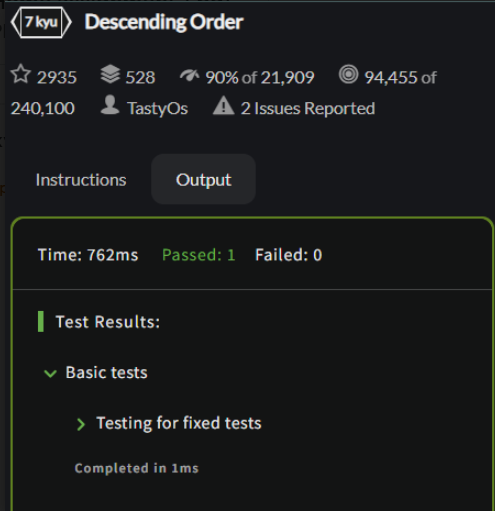 7 kyu Descending Order
2935 528 90% of 21,909 94,455 of
240,100 TastyOs 2 Issues Reported
Instructions Output
Time: 762ms Passed: 1 Failed: 0
Test Results:
Basic tests
Testing for fixed tests
Completed in 1ms